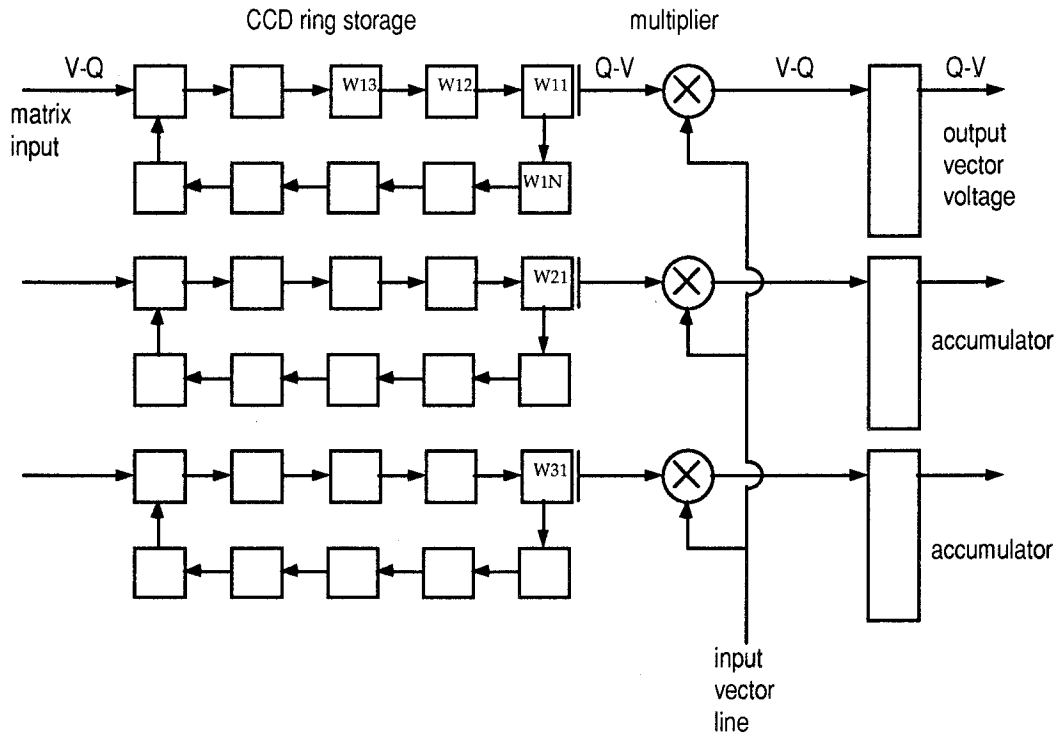 CCD ring storage
multiplier
V-Q
Q-V
V-Q
Q-V
W13
W12
W11
matrix
input
output
vector
voltage
W1N
W21
accumulator
W31
accumulator
input
vector
line